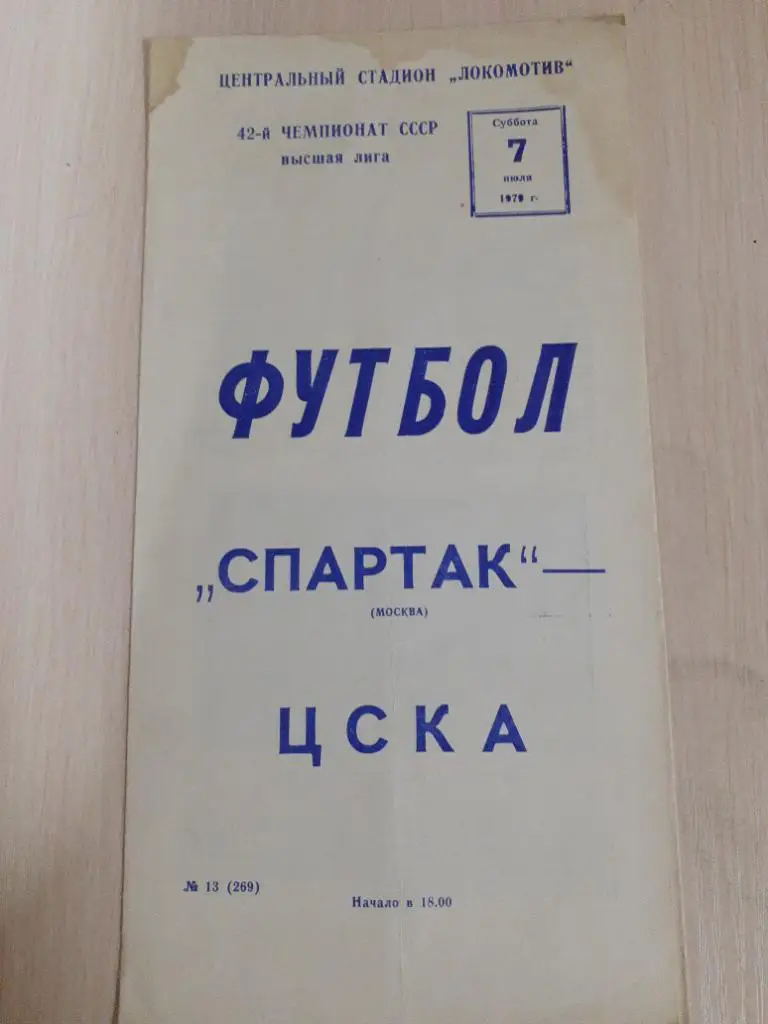 ЦЕНТРАЛЬНЫЙ СТАДИОН „ЛОКОМОТИВ“
42-й ЧЕМПИОНАТ СССР
ВЫСШАЯ ЛИГА
Суббота
7
июля
1979 г.
ФУТБОЛ
„СПАРТАК“ —
(МОСКВА)
ЦСКА
№ 13 (269)
Начало в 18.00